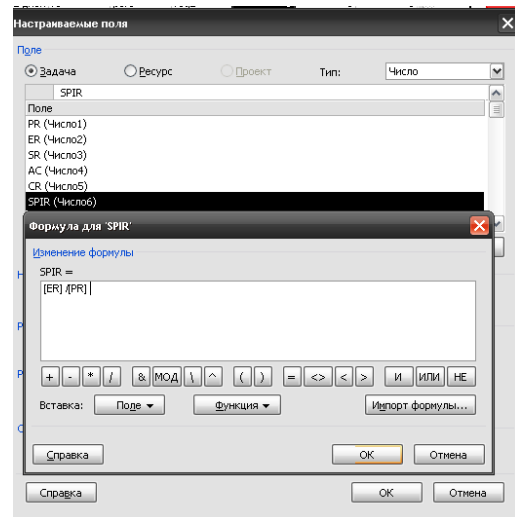 Настраиваемые поля
Поле
Задача Ресурс Проект Тип: Число
SPIR
Поле
PR (Число1)
ER (Число2)
SR (Число3)
AC (Число4)
CR (Число5)
SPIR (Число6)
Формула для 'SPIR'
Изменение формулы
SPIR =
[ER] /[PR]
+ - * / & МОД \ ^ ( ) = <> < > И ИЛИ НЕ
Вставка: Поле Функция Импорт формулы...
Справка ОК Отмена
Справка ОК Отмена